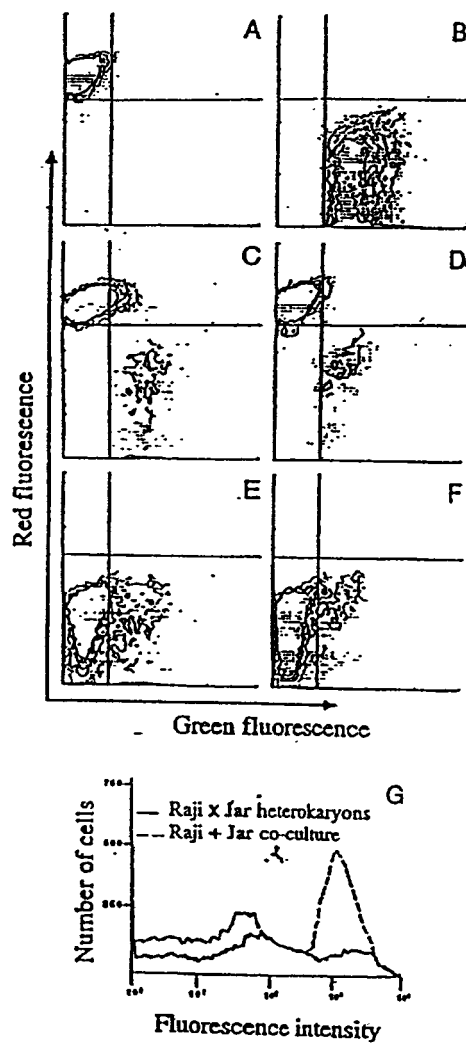 A
B
C
D
E
F
Red fluorescence
Green fluorescence
G
Raji x Jar heterokaryons
Raji + Jar co-culture
Number of cells
Fluorescence intensity